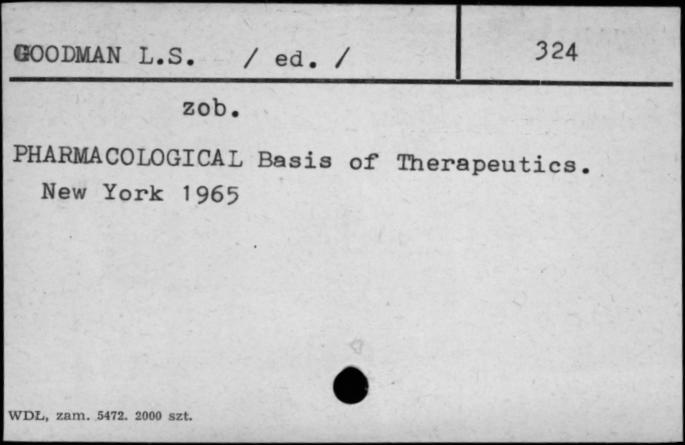 GOODMAN L.S. / ed. / 324
zob.
PHARMACOLOGICAL Basis of Therapeutics.
New York 1965
WDL, zam. 5472. 2000 szt.